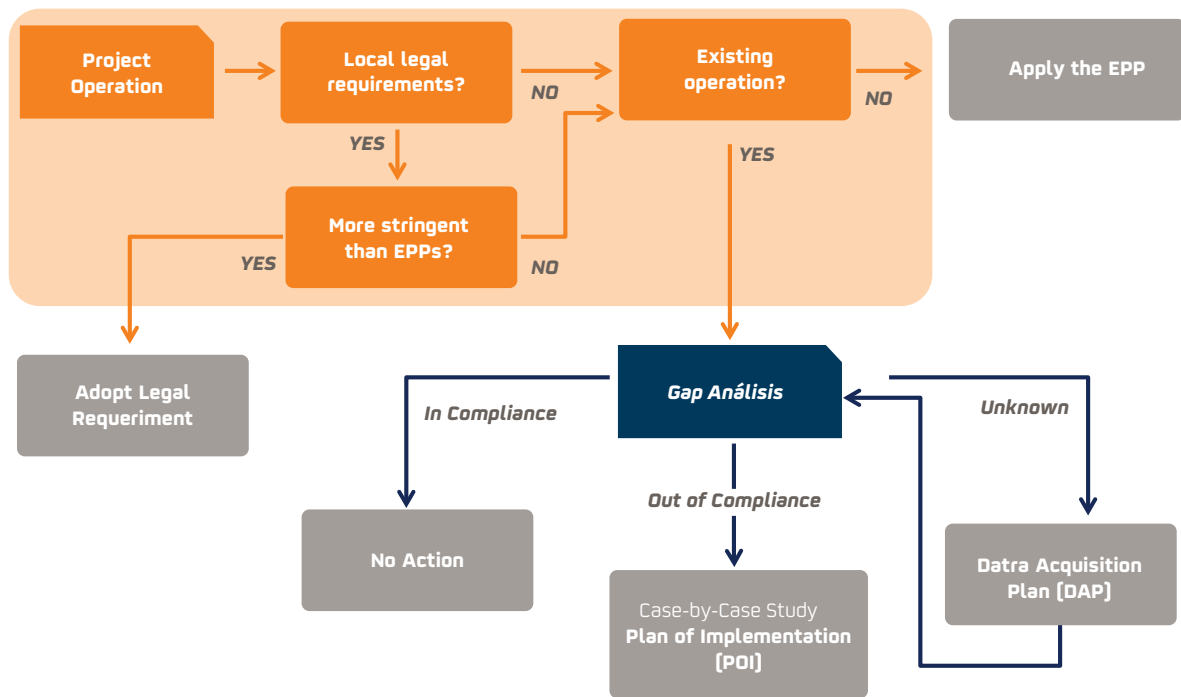 Project
Operation
Local legal
requirements?
NO
Existing
operation?
NO
Apply the EPP
YES
YES
More stringent
than EPPs?
YES
NO
Adopt Legal
Requeriment
Gap Análisis
In Compliance
Unknown
Out of Compliance
No Action
Datra Acquisition
Plan (DAP)
Case-by-Case Study
Plan of Implementation
(POI)